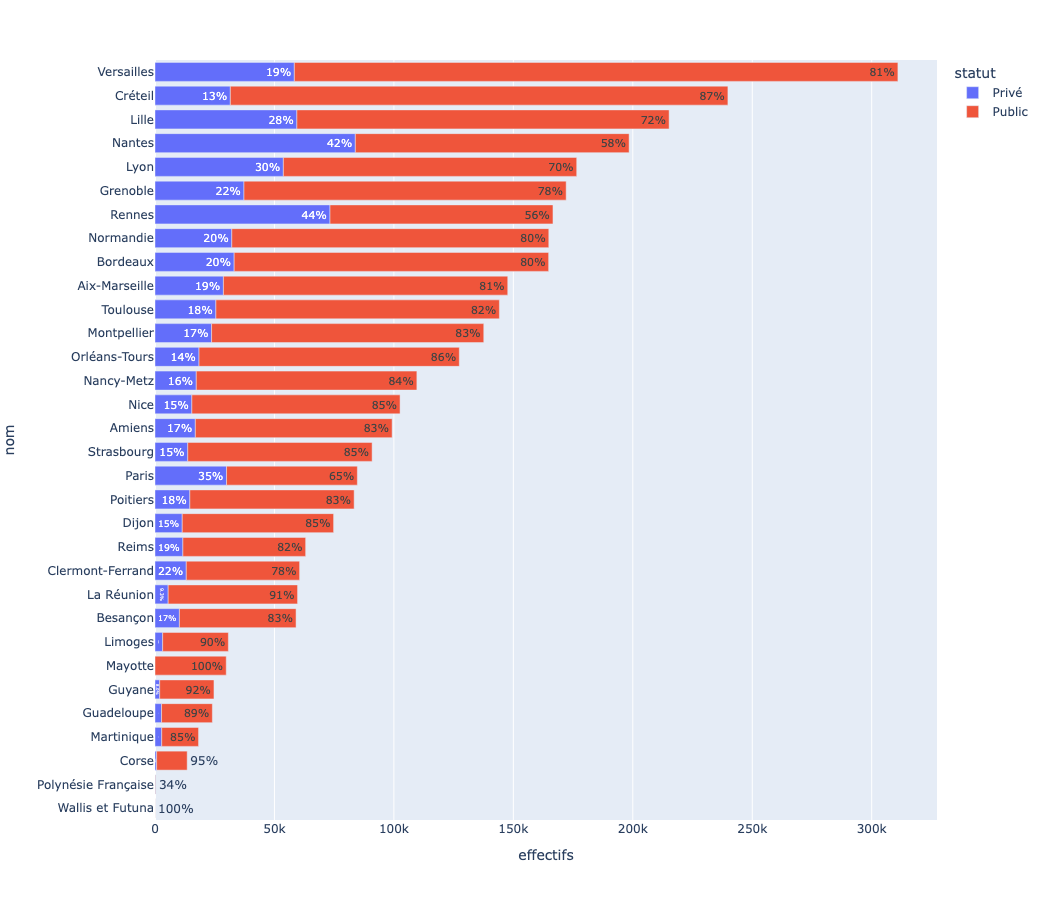 statut
Privé
Public
Versailles 19% 81%
Créteil 13% 87%
Lille 28% 72%
Nantes 42% 58%
Lyon 30% 70%
Grenoble 22% 78%
Rennes 44% 56%
Normandie 20% 80%
Bordeaux 20% 80%
Aix-Marseille 19% 81%
Toulouse 18% 82%
Montpellier 17% 83%
Orléans-Tours 14% 86%
Nancy-Metz 16% 84%
Nice 15% 85%
Amiens 17% 83%
Strasbourg 15% 85%
Paris 35% 65%
Poitiers 18% 83%
Dijon 15% 85%
Reims 19% 82%
Clermont-Ferrand 22% 78%
La Réunion 91%
Besançon 17% 83%
Limoges 90%
Mayotte 100%
Guyane 92%
Guadeloupe 89%
Martinique 85%
Corse 95%
Polynésie Française 34%
Wallis et Futuna 100%
0 50k 100k 150k 200k 250k 300k
effectifs
nom